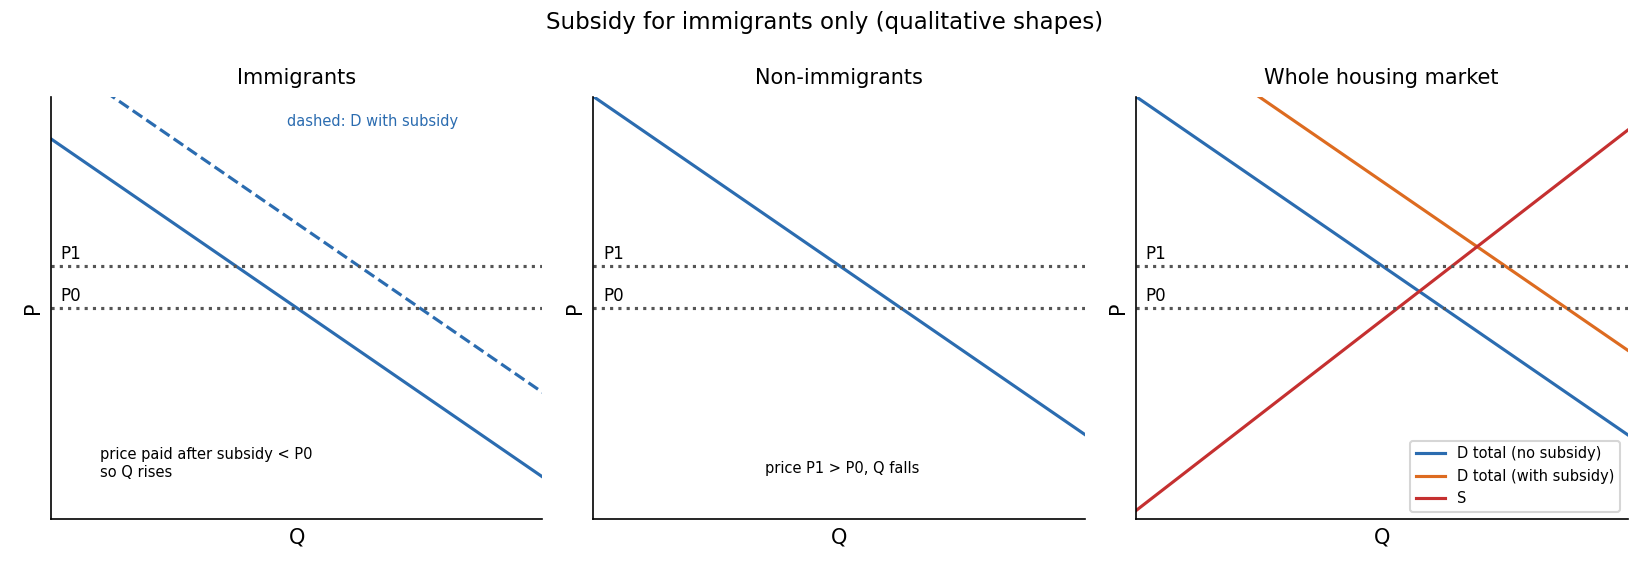 Subsidy for immigrants only (qualitative shapes)
Immigrants
dashed: D with subsidy
P1
P0
P
price paid after subsidy < P0
so Q rises
Q
Non-immigrants
P1
P0
P
price P1 > P0, Q falls
Q
Whole housing market
P1
P0
P
D total (no subsidy)
D total (with subsidy)
S
Q